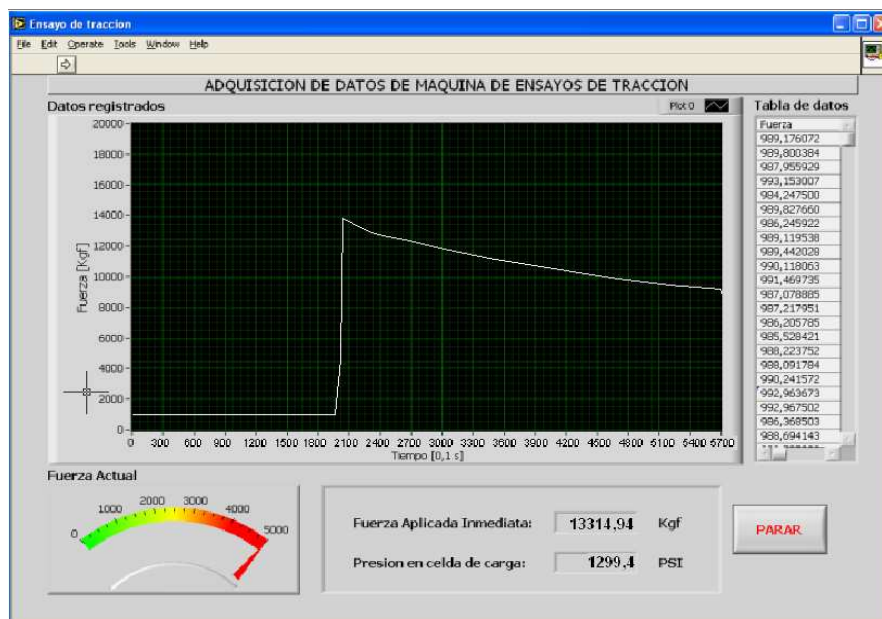 Ensayo de traccion
File Edit Operate Tools Window Help
ADQUISICION DE DATOS DE MAQUINA DE ENSAYOS DE TRACCION
Datos registrados
Plot 0
20000
18000
16000
14000
12000
10000
8000
6000
4000
2000
0
Fuerza [Kgf]
0 300 600 900 1200 1500 1800 2100 2400 2700 3000 3300 3600 3900 4200 4500 4800 5100 5400 5700
Tiempo [0,1 s]
Tabla de datos
Fuerza
989,176072
989,800384
987,955929
993,153007
984,247500
989,827660
986,245922
989,119538
989,442028
990,118063
991,469735
987,078885
987,217951
986,205785
985,528421
988,223752
988,091784
990,241572
992,963673
992,967502
986,368503
988,694143
Fuerza Actual
0 1000 2000 3000 4000 5000
Fuerza Aplicada Inmediata: 13314,94 Kgf
Presion en celda de carga: 1299,4 PSI
PARAR